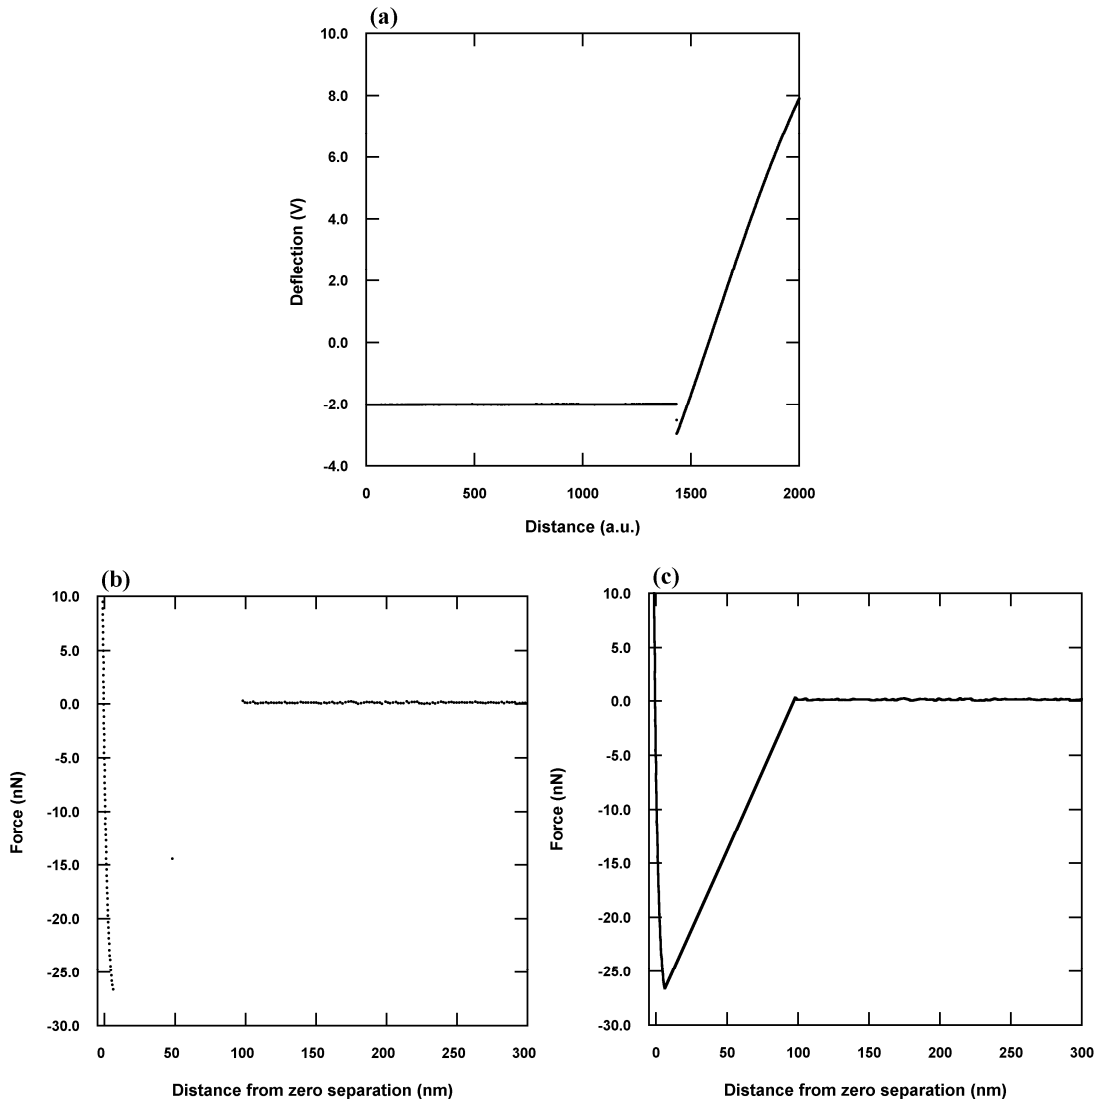 (a)
10.0
8.0
6.0
4.0
2.0
0.0
-2.0
-4.0
Deflection (V)
0 500 1000 1500 2000
Distance (a.u.)
(b)
10.0
5.0
0.0
-5.0
-10.0
-15.0
-20.0
-25.0
-30.0
Force (nN)
0 50 100 150 200 250 300
Distance from zero separation (nm)
(c)
10.0
5.0
0.0
-5.0
-10.0
-15.0
-20.0
-25.0
-30.0
Force (nN)
0 50 100 150 200 250 300
Distance from zero separation (nm)